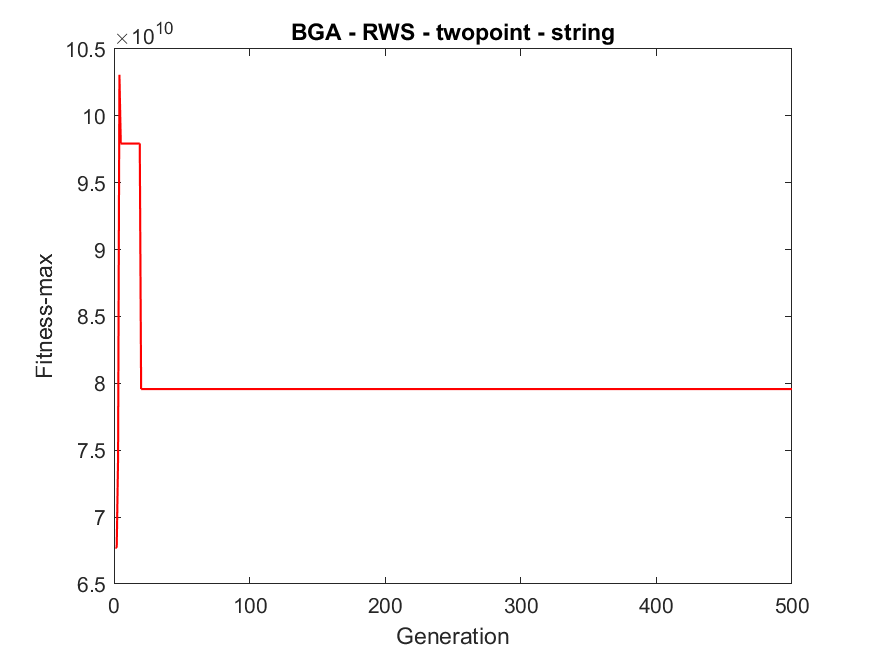 BGA - RWS - twopoint - string
×10^10
10.5
10
9.5
9
8.5
8
7.5
7
6.5
Fitness-max
0 100 200 300 400 500
Generation